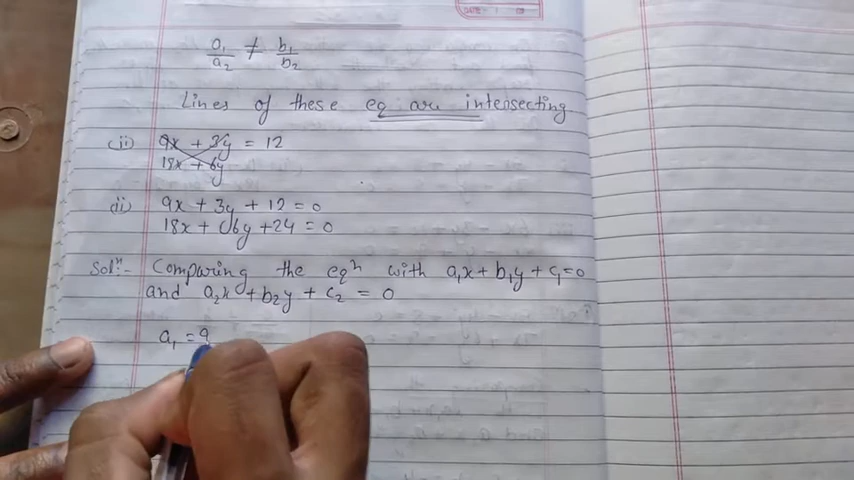 DATE
a₁/a₂ ≠ b₁/b₂
Lines of these eq are intersecting
(ii) 9x + 3y = 12
18x + 6y
(ii) 9x + 3y + 12 = 0
18x + 6y + 24 = 0
Solⁿ:- Comparing the eqⁿ with a₁x + b₁y + c₁ = 0
and a₂x + b₂y + c₂ = 0
a₁ = 9